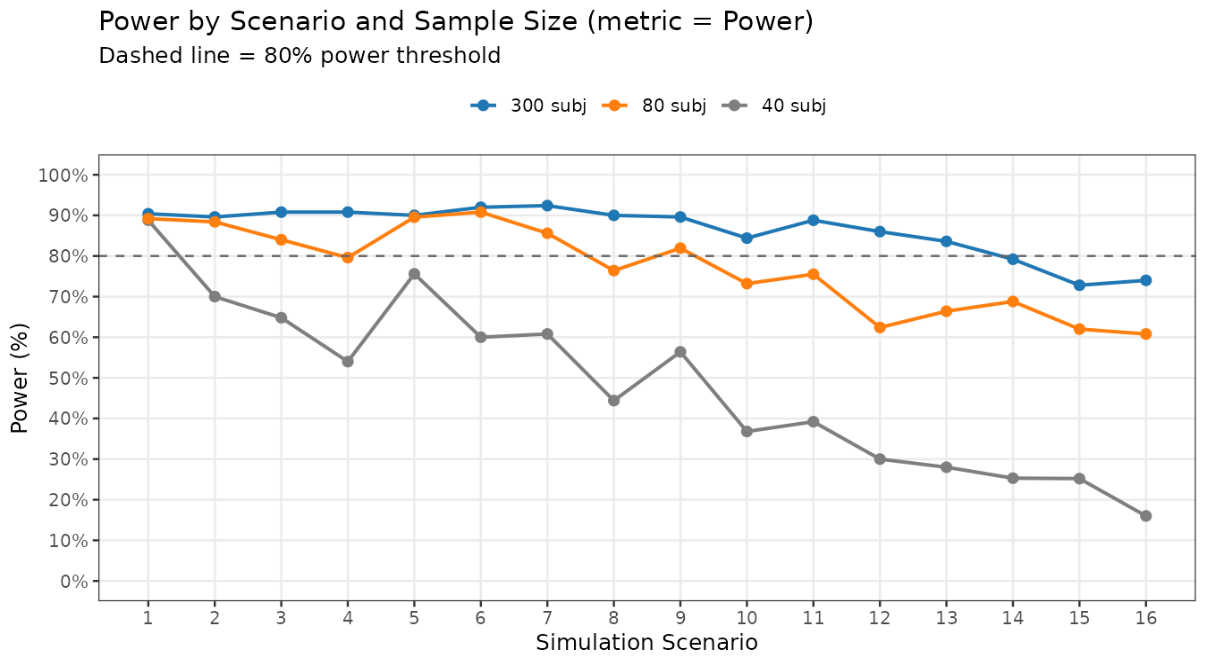 Power by Scenario and Sample Size (metric = Power)
Dashed line = 80% power threshold
300 subj 80 subj 40 subj
100%
90%
80%
70%
60%
50%
40%
30%
20%
10%
0%
Power (%)
1 2 3 4 5 6 7 8 9 10 11 12 13 14 15 16
Simulation Scenario